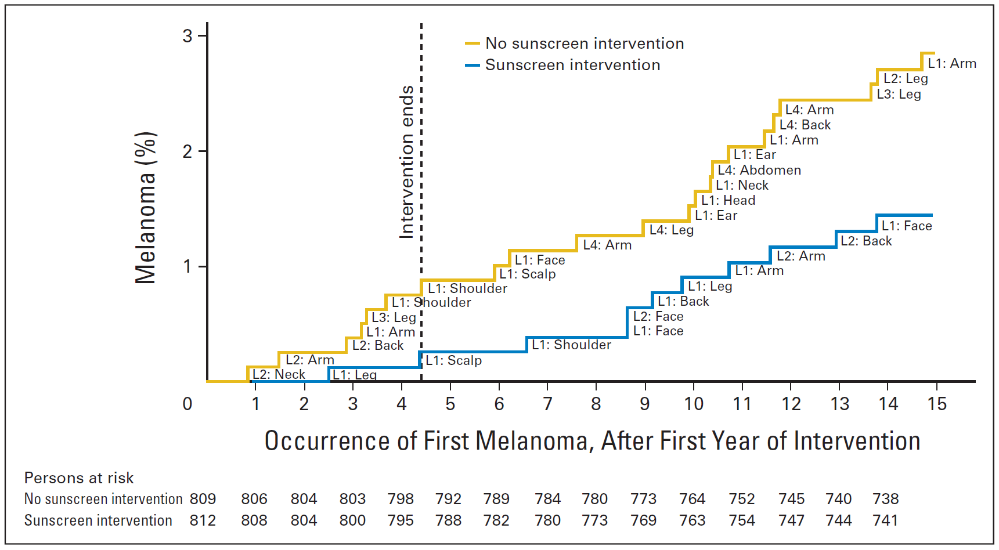 3
2
1
Melanoma (%)
Intervention ends
No sunscreen intervention
Sunscreen intervention
L1: Arm
L2: Leg
L3: Leg
L4: Arm
L4: Back
L1: Arm
L1: Ear
L4: Abdomen
L1: Neck
L1: Head
L1: Ear
L4: Leg
L4: Arm
L1: Face
L1: Scalp
L1: Shoulder
L1: Shoulder
L3: Leg
L1: Arm
L2: Back
L2: Arm
L2: Neck
L1: Face
L2: Back
L2: Arm
L1: Arm
L1: Leg
L1: Back
L2: Face
L1: Face
L1: Shoulder
L1: Scalp
L1: Leg
0 1 2 3 4 5 6 7 8 9 10 11 12 13 14 15
Occurrence of First Melanoma, After First Year of Intervention
Persons at risk
No sunscreen intervention 809 806 804 803 798 792 789 784 780 773 764 752 745 740 738
Sunscreen intervention 812 808 804 800 795 788 782 780 773 769 763 754 747 744 741